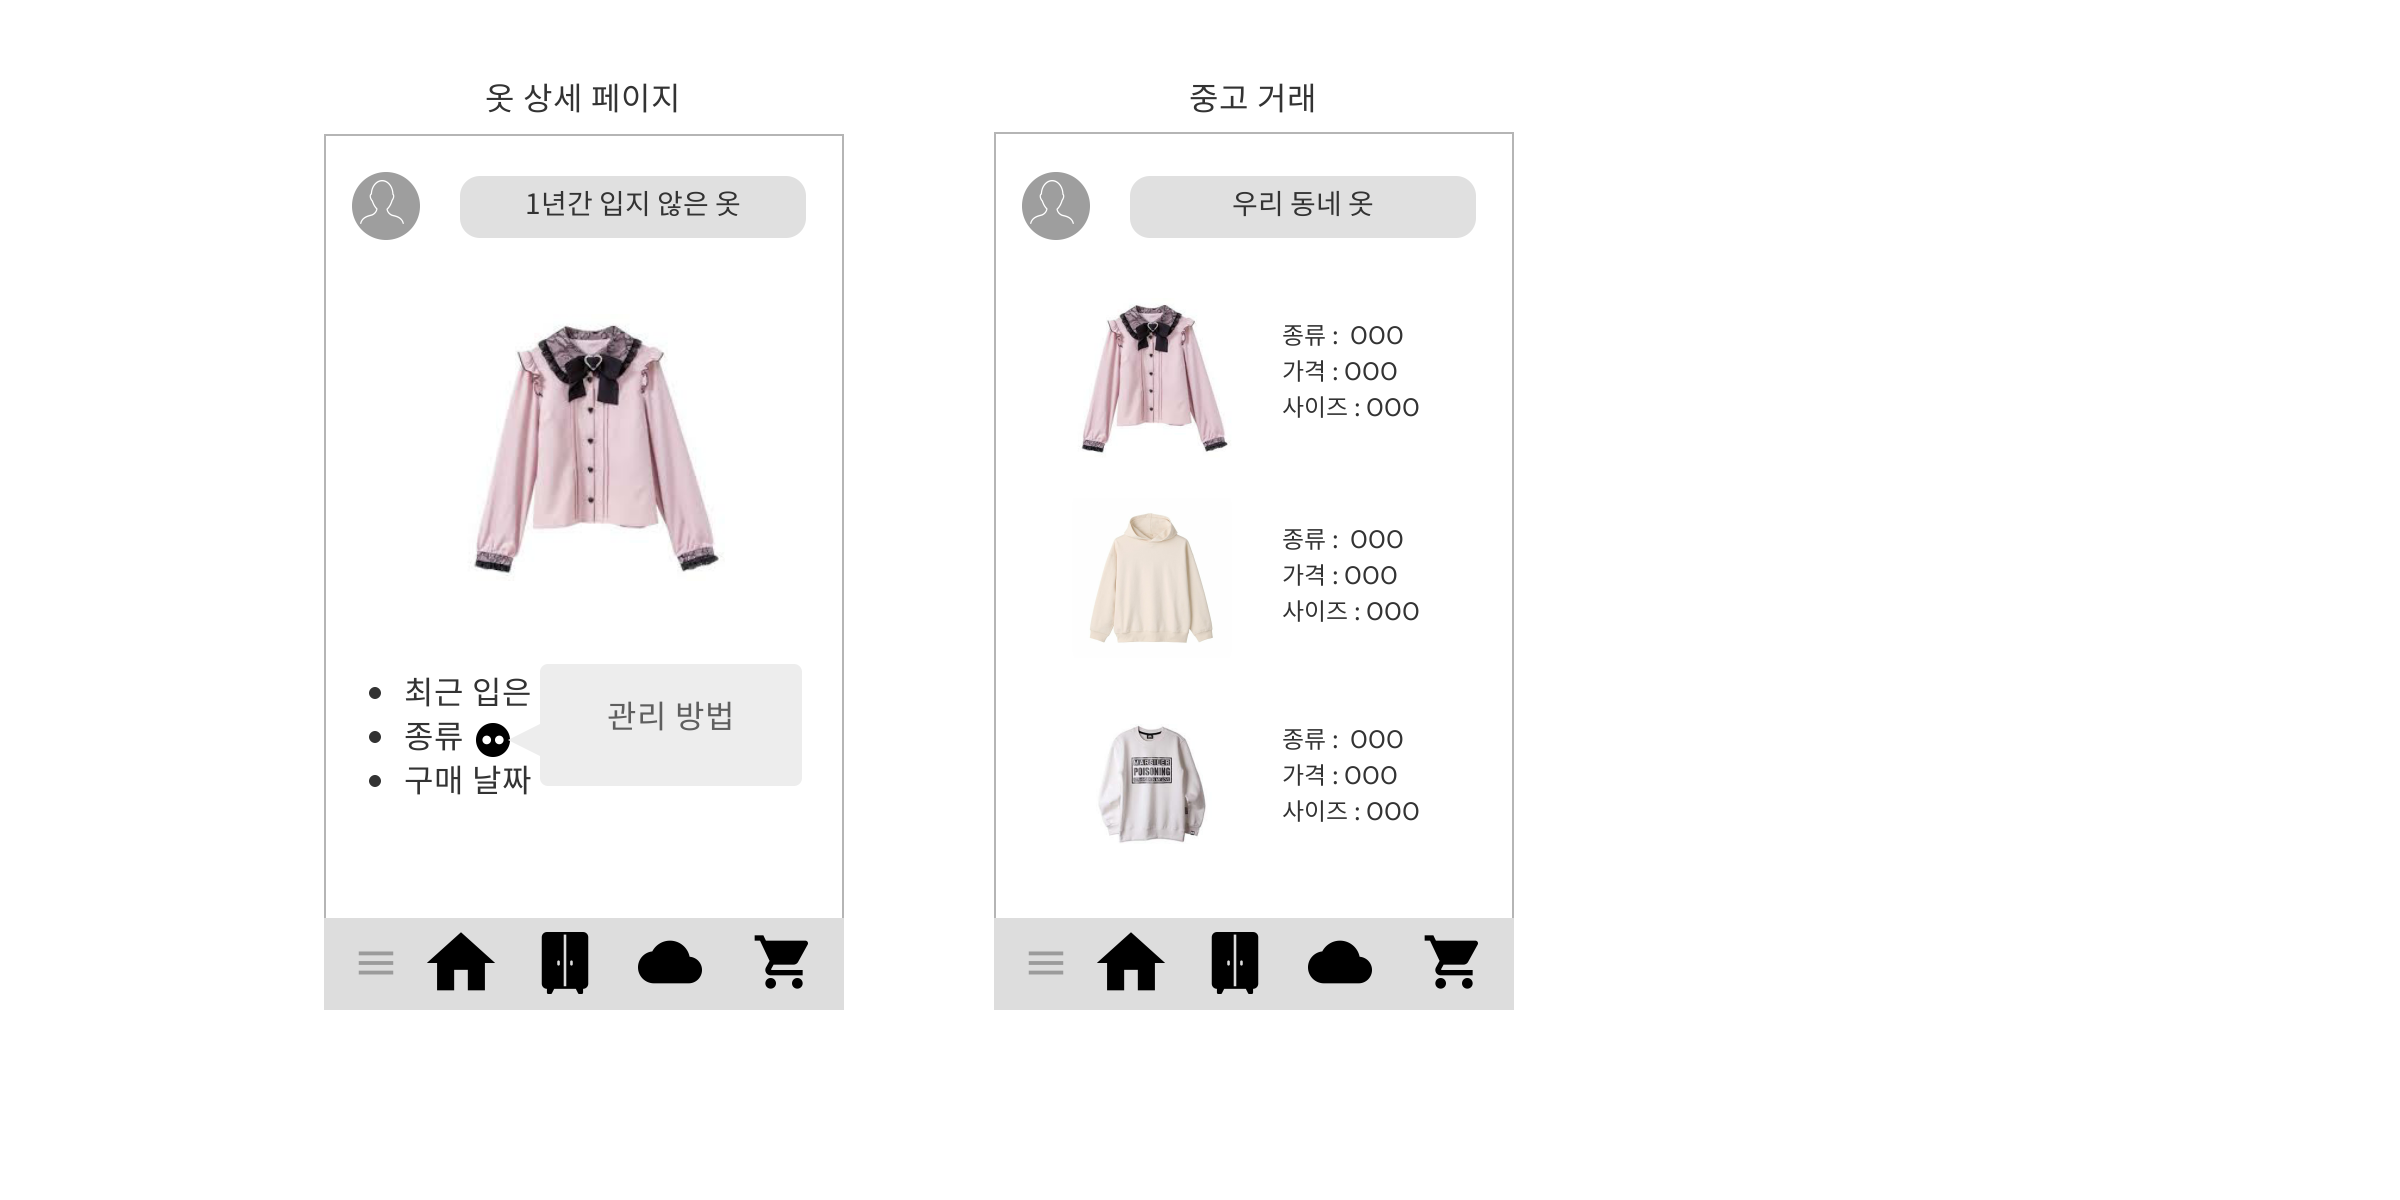 옷 상세 페이지
1년간 입지 않은 옷
최근 입은
종류
구매 날짜
관리 방법
중고 거래
우리 동네 옷
종류 : OOO
가격 : OOO
사이즈 : OOO
종류 : OOO
가격 : OOO
사이즈 : OOO
POISONING
종류 : OOO
가격 : OOO
사이즈 : OOO